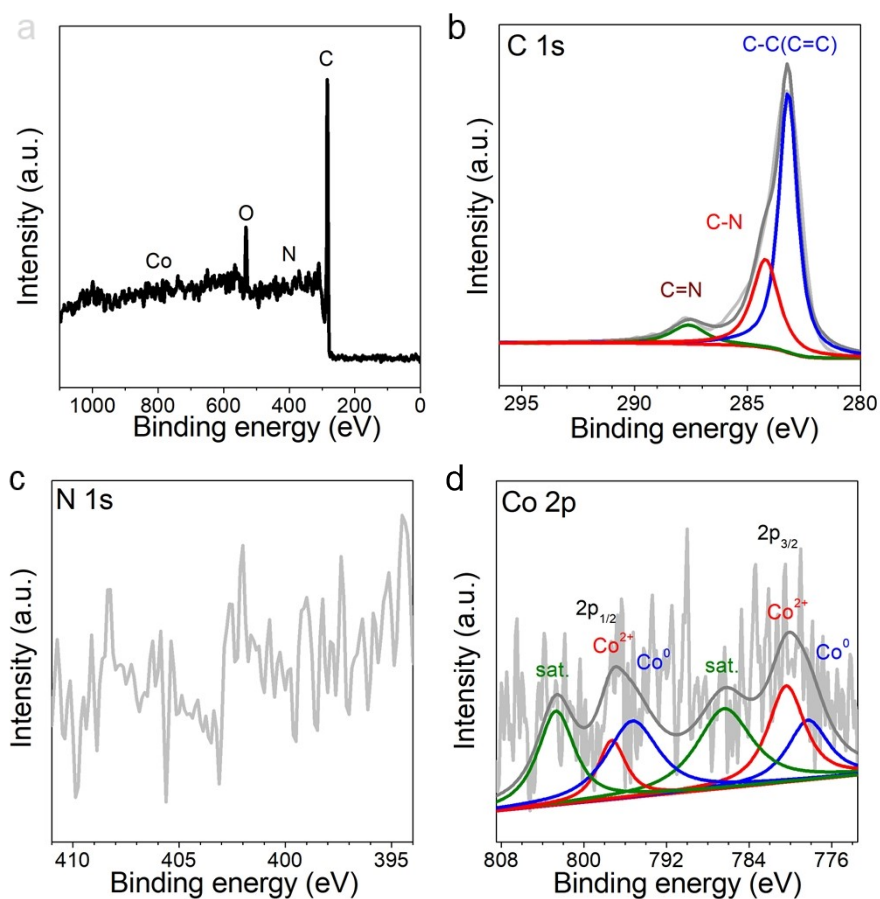 a
C
O
N
Co
Intensity (a.u.)
1000 800 600 400 200 0
Binding energy (eV)
b
C 1s
C-C(C=C)
C-N
C=N
Intensity (a.u.)
295 290 285 280
Binding energy (eV)
c
N 1s
Intensity (a.u.)
410 405 400 395
Binding energy (eV)
d
Co 2p
2p3/2
Co2+
Co0
2p1/2
Co2+
Co0
sat.
sat.
Intensity (a.u.)
808 800 792 784 776
Binding energy (eV)